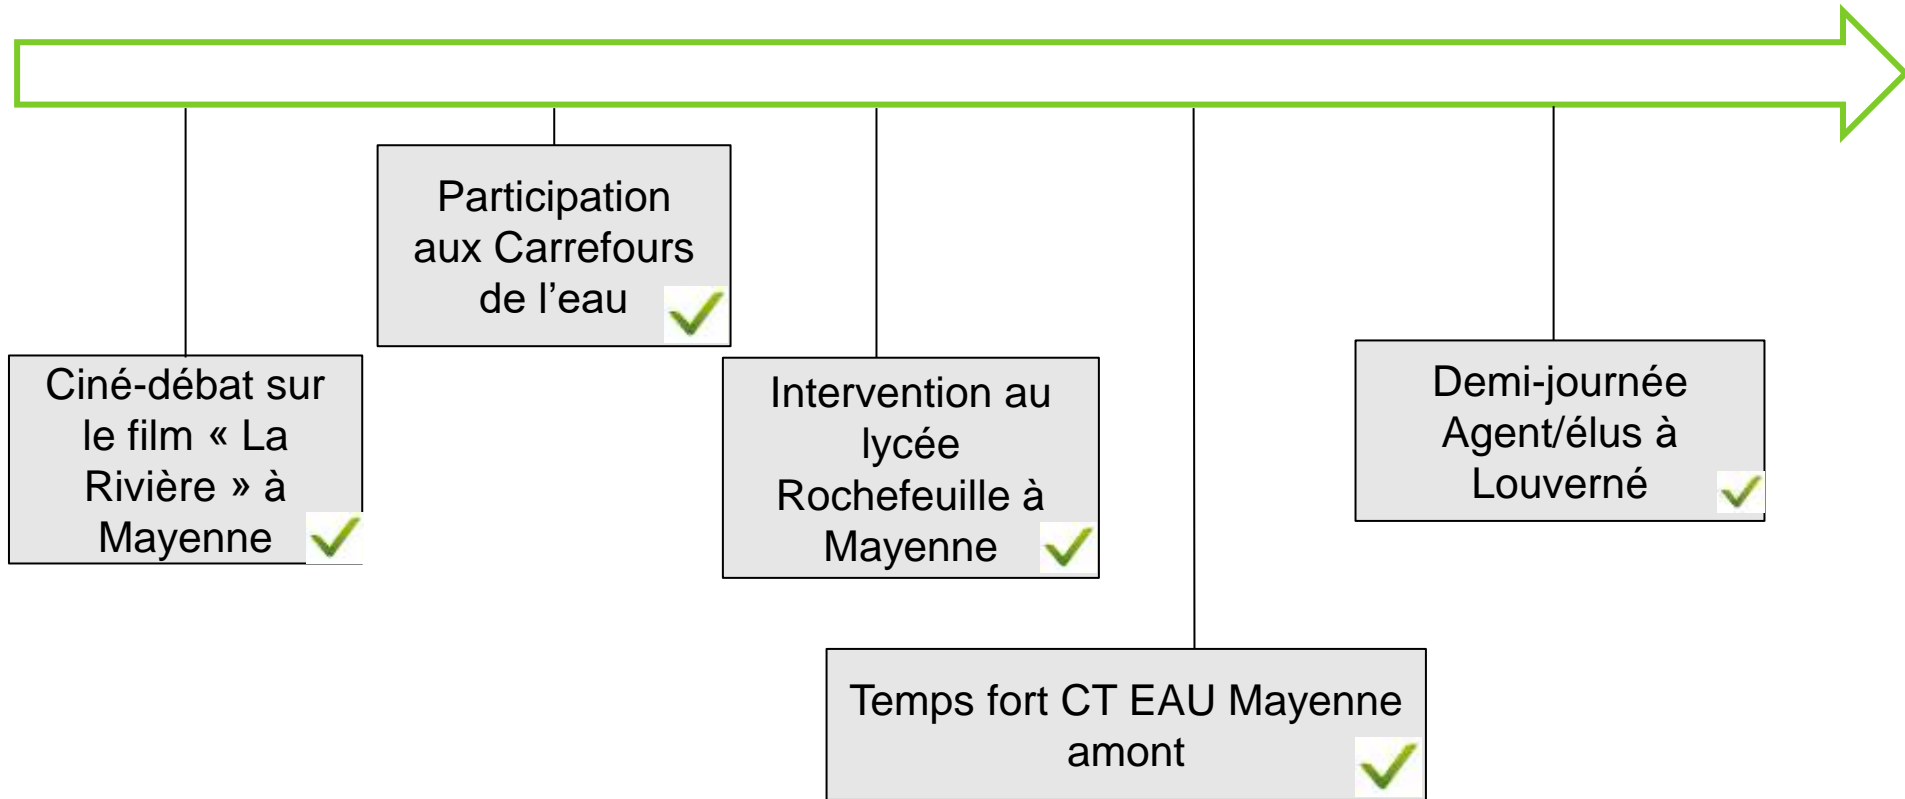 Ciné-débat sur
le film « La
Rivière » à
Mayenne
Participation
aux Carrefours
de l’eau
Intervention au
lycée
Rochefeuille à
Mayenne
Temps fort CT EAU Mayenne
amont
Demi-journée
Agent/élus à
Louverné